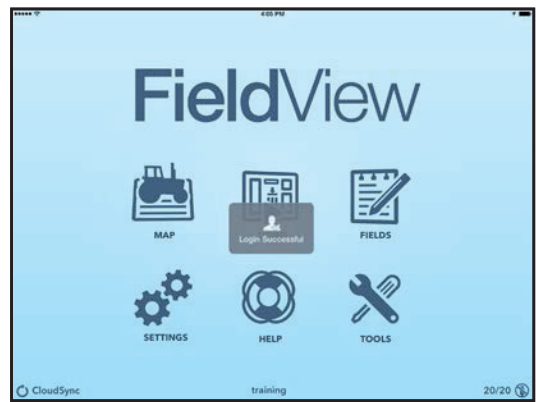 4:05 PM
FieldView
MAP
Login Successful
FIELDS
SETTINGS
HELP
TOOLS
CloudSync
training
20/20